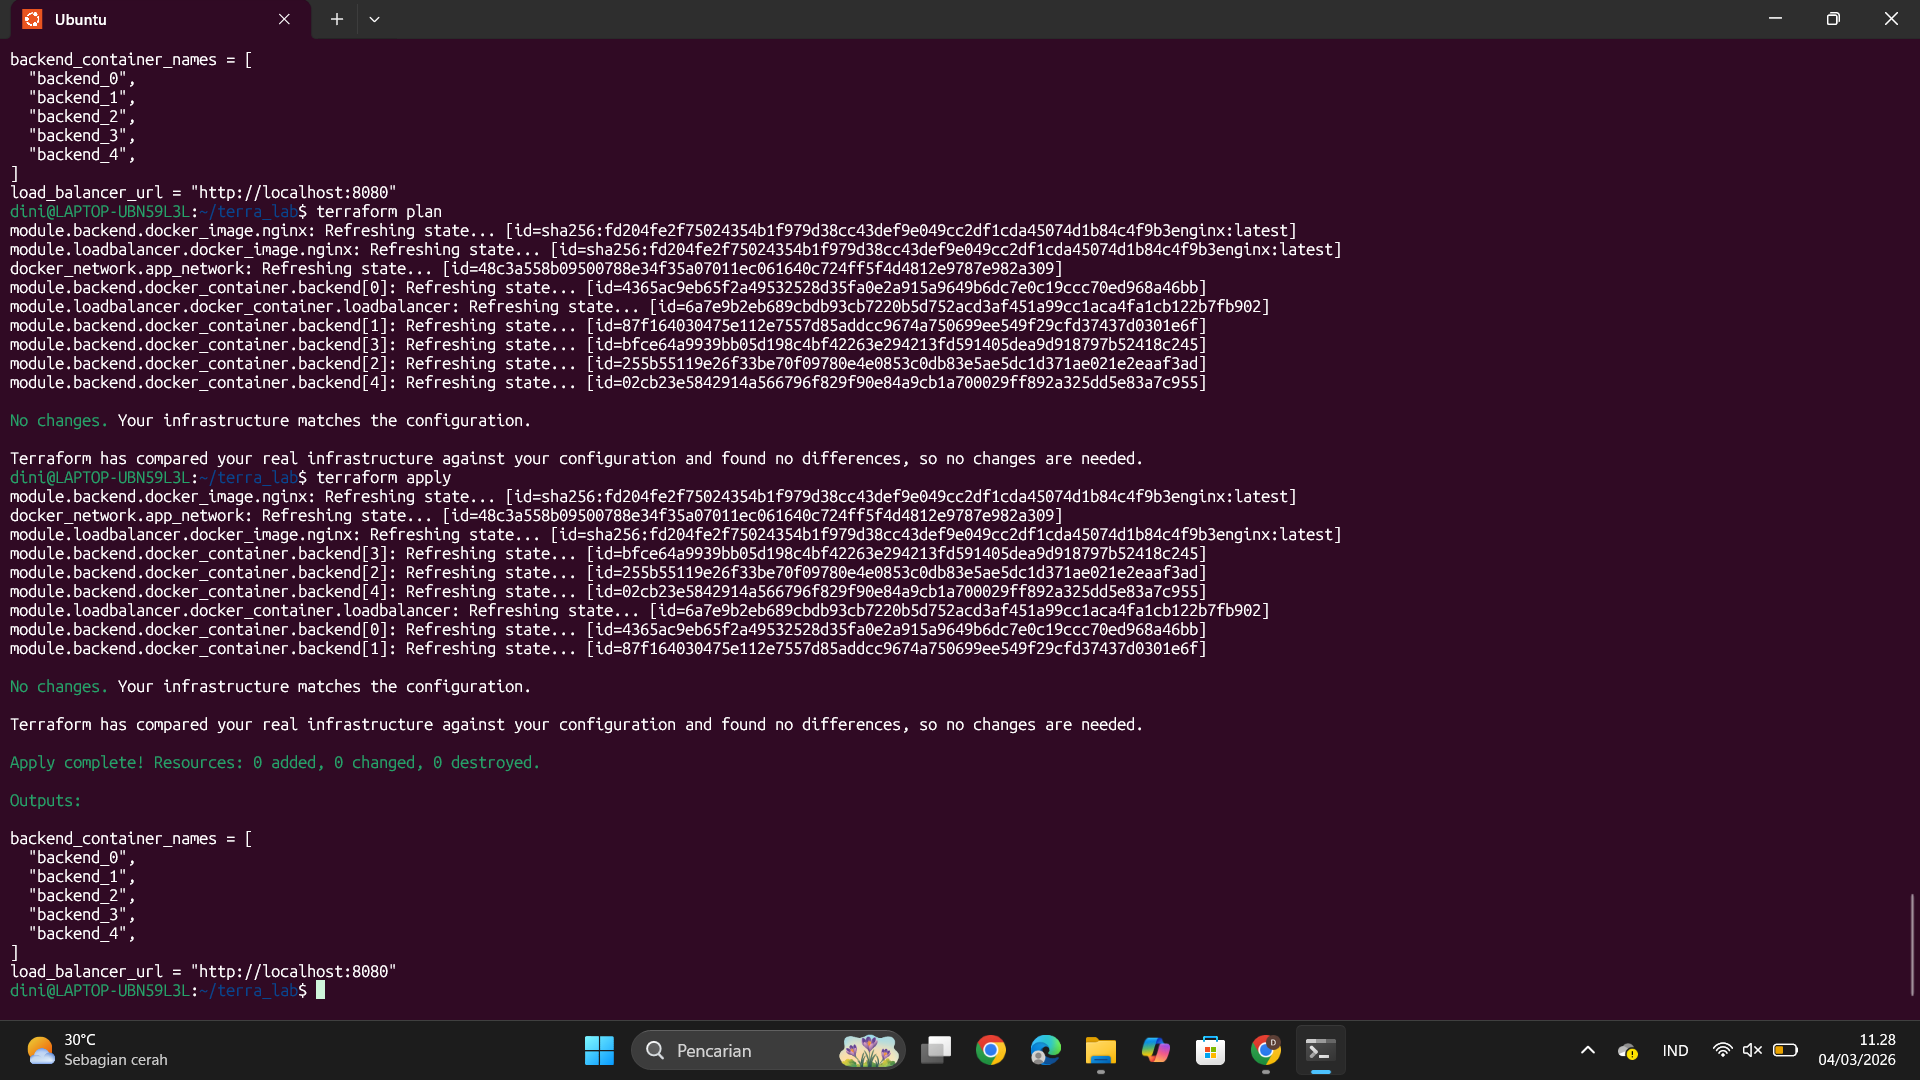 Ubuntu
backend_container_names = [
  "backend_0",
  "backend_1",
  "backend_2",
  "backend_3",
  "backend_4",
]
load_balancer_url = "http://localhost:8080"
dini@LAPTOP-UBN59L3L:~/terra_lab$ terraform plan
module.backend.docker_image.nginx: Refreshing state... [id=sha256:fd204fe2f75024354b1f979d38cc43def9e049cc2df1cda45074d1b84c4f9b3enginx:latest]
module.loadbalancer.docker_image.nginx: Refreshing state... [id=sha256:fd204fe2f75024354b1f979d38cc43def9e049cc2df1cda45074d1b84c4f9b3enginx:latest]
docker_network.app_network: Refreshing state... [id=48c3a558b09500788e34f35a07011ec061640c724ff5f4d4812e9787e982a309]
module.backend.docker_container.backend[0]: Refreshing state... [id=4365ac9eb65f2a49532528d35fa0e2a915a9649b6dc7e0c19ccc70ed968a46bb]
module.loadbalancer.docker_container.loadbalancer: Refreshing state... [id=6a7e9b2eb689cbdb93cb7220b5d752acd3af451a99cc1aca4fa1cb122b7fb902]
module.backend.docker_container.backend[1]: Refreshing state... [id=87f164030475e112e7557d85addcc9674a750699ee549f29cfd37437d0301e6f]
module.backend.docker_container.backend[3]: Refreshing state... [id=bfce64a9939bb05d198c4bf42263e294213fd591405dea9d918797b52418c245]
module.backend.docker_container.backend[2]: Refreshing state... [id=255b55119e26f33be70f09780e4e0853c0db83e5ae5dc1d371ae021e2eaaf3ad]
module.backend.docker_container.backend[4]: Refreshing state... [id=02cb23e5842914a566796f829f90e84a9cb1a700029ff892a325dd5e83a7c955]
No changes. Your infrastructure matches the configuration.
Terraform has compared your real infrastructure against your configuration and found no differences, so no changes are needed.
dini@LAPTOP-UBN59L3L:~/terra_lab$ terraform apply
module.backend.docker_image.nginx: Refreshing state... [id=sha256:fd204fe2f75024354b1f979d38cc43def9e049cc2df1cda45074d1b84c4f9b3enginx:latest]
docker_network.app_network: Refreshing state... [id=48c3a558b09500788e34f35a07011ec061640c724ff5f4d4812e9787e982a309]
module.loadbalancer.docker_image.nginx: Refreshing state... [id=sha256:fd204fe2f75024354b1f979d38cc43def9e049cc2df1cda45074d1b84c4f9b3enginx:latest]
module.backend.docker_container.backend[3]: Refreshing state... [id=bfce64a9939bb05d198c4bf42263e294213fd591405dea9d918797b52418c245]
module.backend.docker_container.backend[2]: Refreshing state... [id=255b55119e26f33be70f09780e4e0853c0db83e5ae5dc1d371ae021e2eaaf3ad]
module.backend.docker_container.backend[4]: Refreshing state... [id=02cb23e5842914a566796f829f90e84a9cb1a700029ff892a325dd5e83a7c955]
module.loadbalancer.docker_container.loadbalancer: Refreshing state... [id=6a7e9b2eb689cbdb93cb7220b5d752acd3af451a99cc1aca4fa1cb122b7fb902]
module.backend.docker_container.backend[0]: Refreshing state... [id=4365ac9eb65f2a49532528d35fa0e2a915a9649b6dc7e0c19ccc70ed968a46bb]
module.backend.docker_container.backend[1]: Refreshing state... [id=87f164030475e112e7557d85addcc9674a750699ee549f29cfd37437d0301e6f]
No changes. Your infrastructure matches the configuration.
Terraform has compared your real infrastructure against your configuration and found no differences, so no changes are needed.
Apply complete! Resources: 0 added, 0 changed, 0 destroyed.
Outputs:
backend_container_names = [
  "backend_0",
  "backend_1",
  "backend_2",
  "backend_3",
  "backend_4",
]
load_balancer_url = "http://localhost:8080"
dini@LAPTOP-UBN59L3L:~/terra_lab$
30°C
Sebagian cerah
Pencarian
D
IND
11.28
04/03/2026